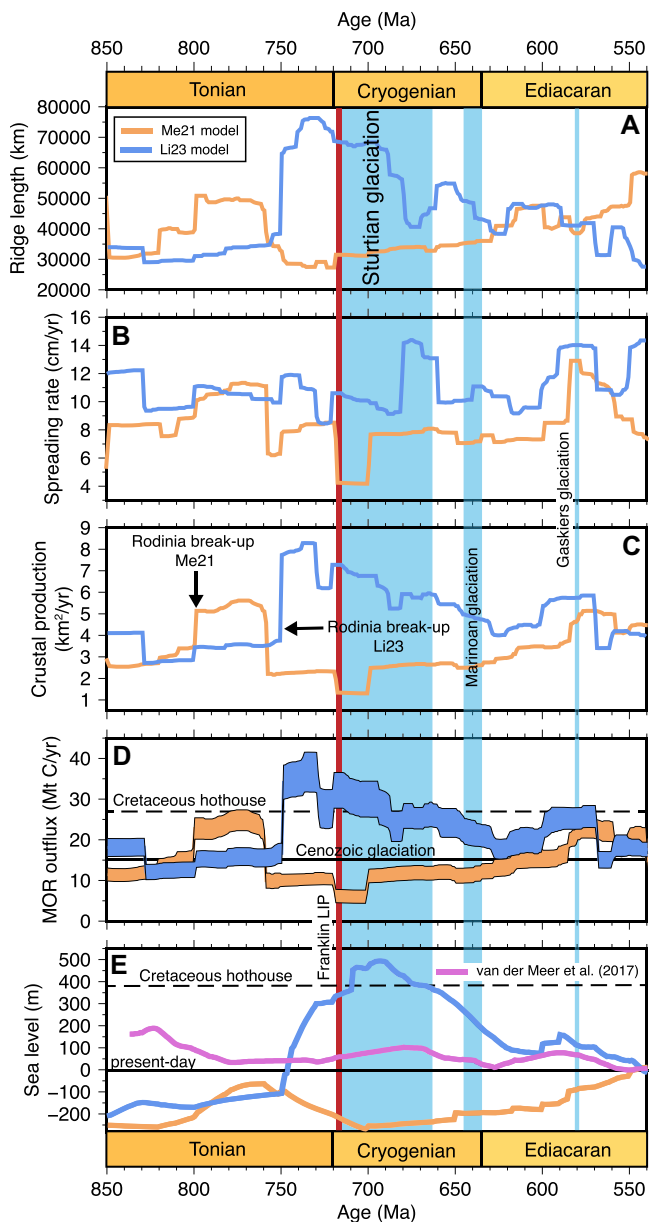 Age (Ma)
850 800 750 700 650 600 550
Tonian Cryogenian Ediacaran
80000
70000
60000
50000
40000
30000
20000
Ridge length (km)
Me21 model
Li23 model
A
Sturtian glaciation
16
14
12
10
8
6
4
Spreading rate (cm/yr)
B
Gaskiers glaciation
9
8
7
6
5
4
3
2
1
Crustal production
(km²/yr)
C
Rodinia break-up
Me21
Rodinia break-up
Li23
Marinoan glaciation
40
30
20
10
0
MOR outflux (Mt C/yr)
D
Cretaceous hothouse
Cenozoic glaciation
Franklin LIP
500
400
300
200
100
0
−100
−200
Sea level (m)
E
Cretaceous hothouse
van der Meer et al. (2017)
present-day
Tonian Cryogenian Ediacaran
850 800 750 700 650 600 550
Age (Ma)